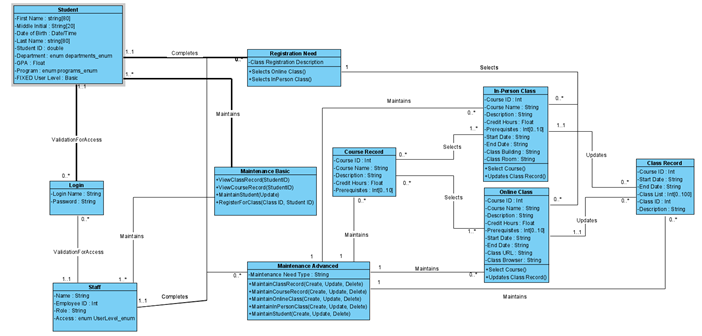 Student
-First Name : string[80]
-Middle Initial : String[20]
-Date of Birth : Date/Time
-Last Name : string[80]
-Student ID : double
-Department : enum departments_enum
-GPA : Float
-Program : enum programs_enum
-FIXED User Level : Basic
1..1
Completes
0..*
1..*
Registration Need
-Class Registration Description
+Selects Online Class()
+Selects InPerson Class()
Selects
1..1
ValidationForAccess
0..*
Maintains
Maintains
In-Person Class
-Course ID : Int
-Course Name : String
-Description : String
-Credit Hours : Float
-Prerequisites : Int[0..10]
-Start Date : String
-End Date : String
-Class Building : String
-Class Room : String
+Select Course()
+Updates Class Record()
0..*
0..*
1..1
1..*
Selects
Updates
Course Record
-Course ID : Int
-Course Name : String
-Description : String
-Credit Hours : Float
-Prerequisites : Int[0..10]
0..*
0..*
0..*
Class Record
-Course ID : Int
-Start Date : String
-End Date : String
-Class List : Int[0..100]
-Class ID : Int
-Description : String
0..*
0..*
0..*
Maintenance Basic
+ViewClassRecord(StudentID)
+ViewCourseRecord(StudentID)
+MaintainStudent(Update)
+RegisterForClass(Class ID, Student ID)
Login
-Login Name : String
-Password : String
0..*
ValidationForAccess
1..1
Maintains
1..*
Selects
1..*
Online Class
-Course ID : Int
-Course Name : String
-Description : String
-Credit Hours : Float
-Prerequisites : Int[0..10]
-Start Date : String
-End Date : String
-Class URL : String
-Class Browser : String
+Select Course()
+Updates Class Record()
0..*
1..1
Updates
0..*
Maintains
1
1
1
Maintenance Advanced
-Maintenance Need Type : String
+MaintainClassRecord(Create, Update, Delete)
+MaintainCourseRecord(Create, Update, Delete)
+MaintainOnlineClass(Create, Update, Delete)
+MaintainInPersonClass(Create, Update, Delete)
+MaintainStudent(Create, Update, Delete)
0..*
1
Maintains
0..*
1
Maintains
Staff
-Name : String
-Employee ID : Int
-Role : String
-Access : enum UserLevel_enum
1..1
Completes